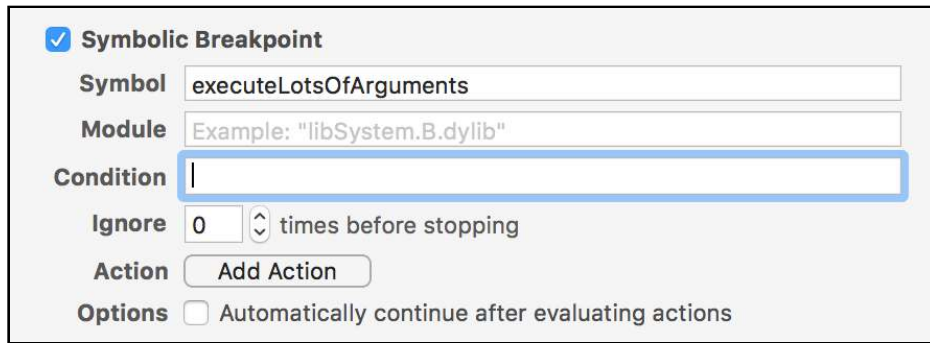 Symbolic Breakpoint
Symbol executeLotsOfArguments
Module Example: "libSystem.B.dylib"
Condition
Ignore 0 times before stopping
Action Add Action
Options Automatically continue after evaluating actions